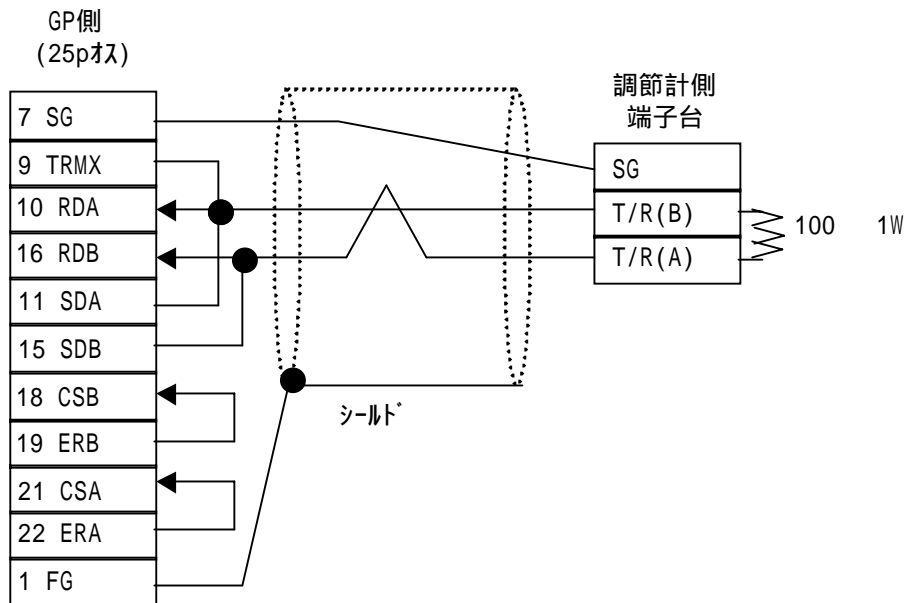 GP側
(25pｵｽ)
7 SG
9 TRMX
10 RDA
16 RDB
11 SDA
15 SDB
18 CSB
19 ERB
21 CSA
22 ERA
1 FG
ｼｰﾙﾄﾞ
調節計側
端子台
SG
T/R(B)
T/R(A)
100 1W